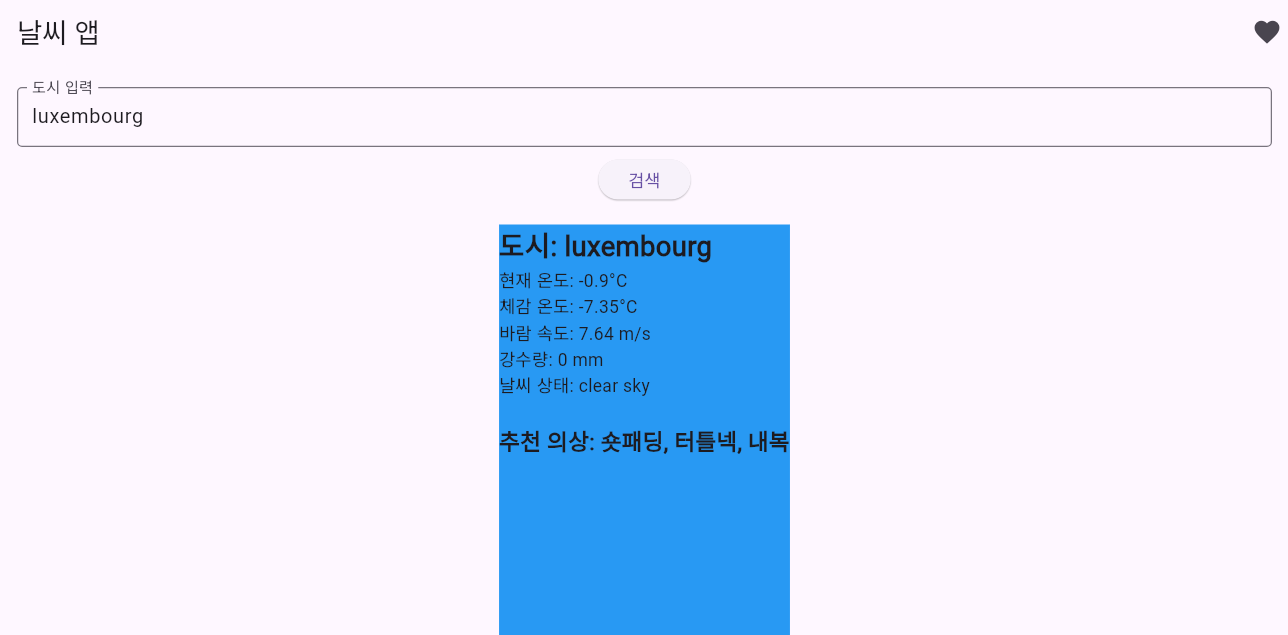 날씨 앱
도시 입력
luxembourg
검색
도시: luxembourg
현재 온도: -0.9°C
체감 온도: -7.35°C
바람 속도: 7.64 m/s
강수량: 0 mm
날씨 상태: clear sky
추천 의상: 숏패딩, 터틀넥, 내복